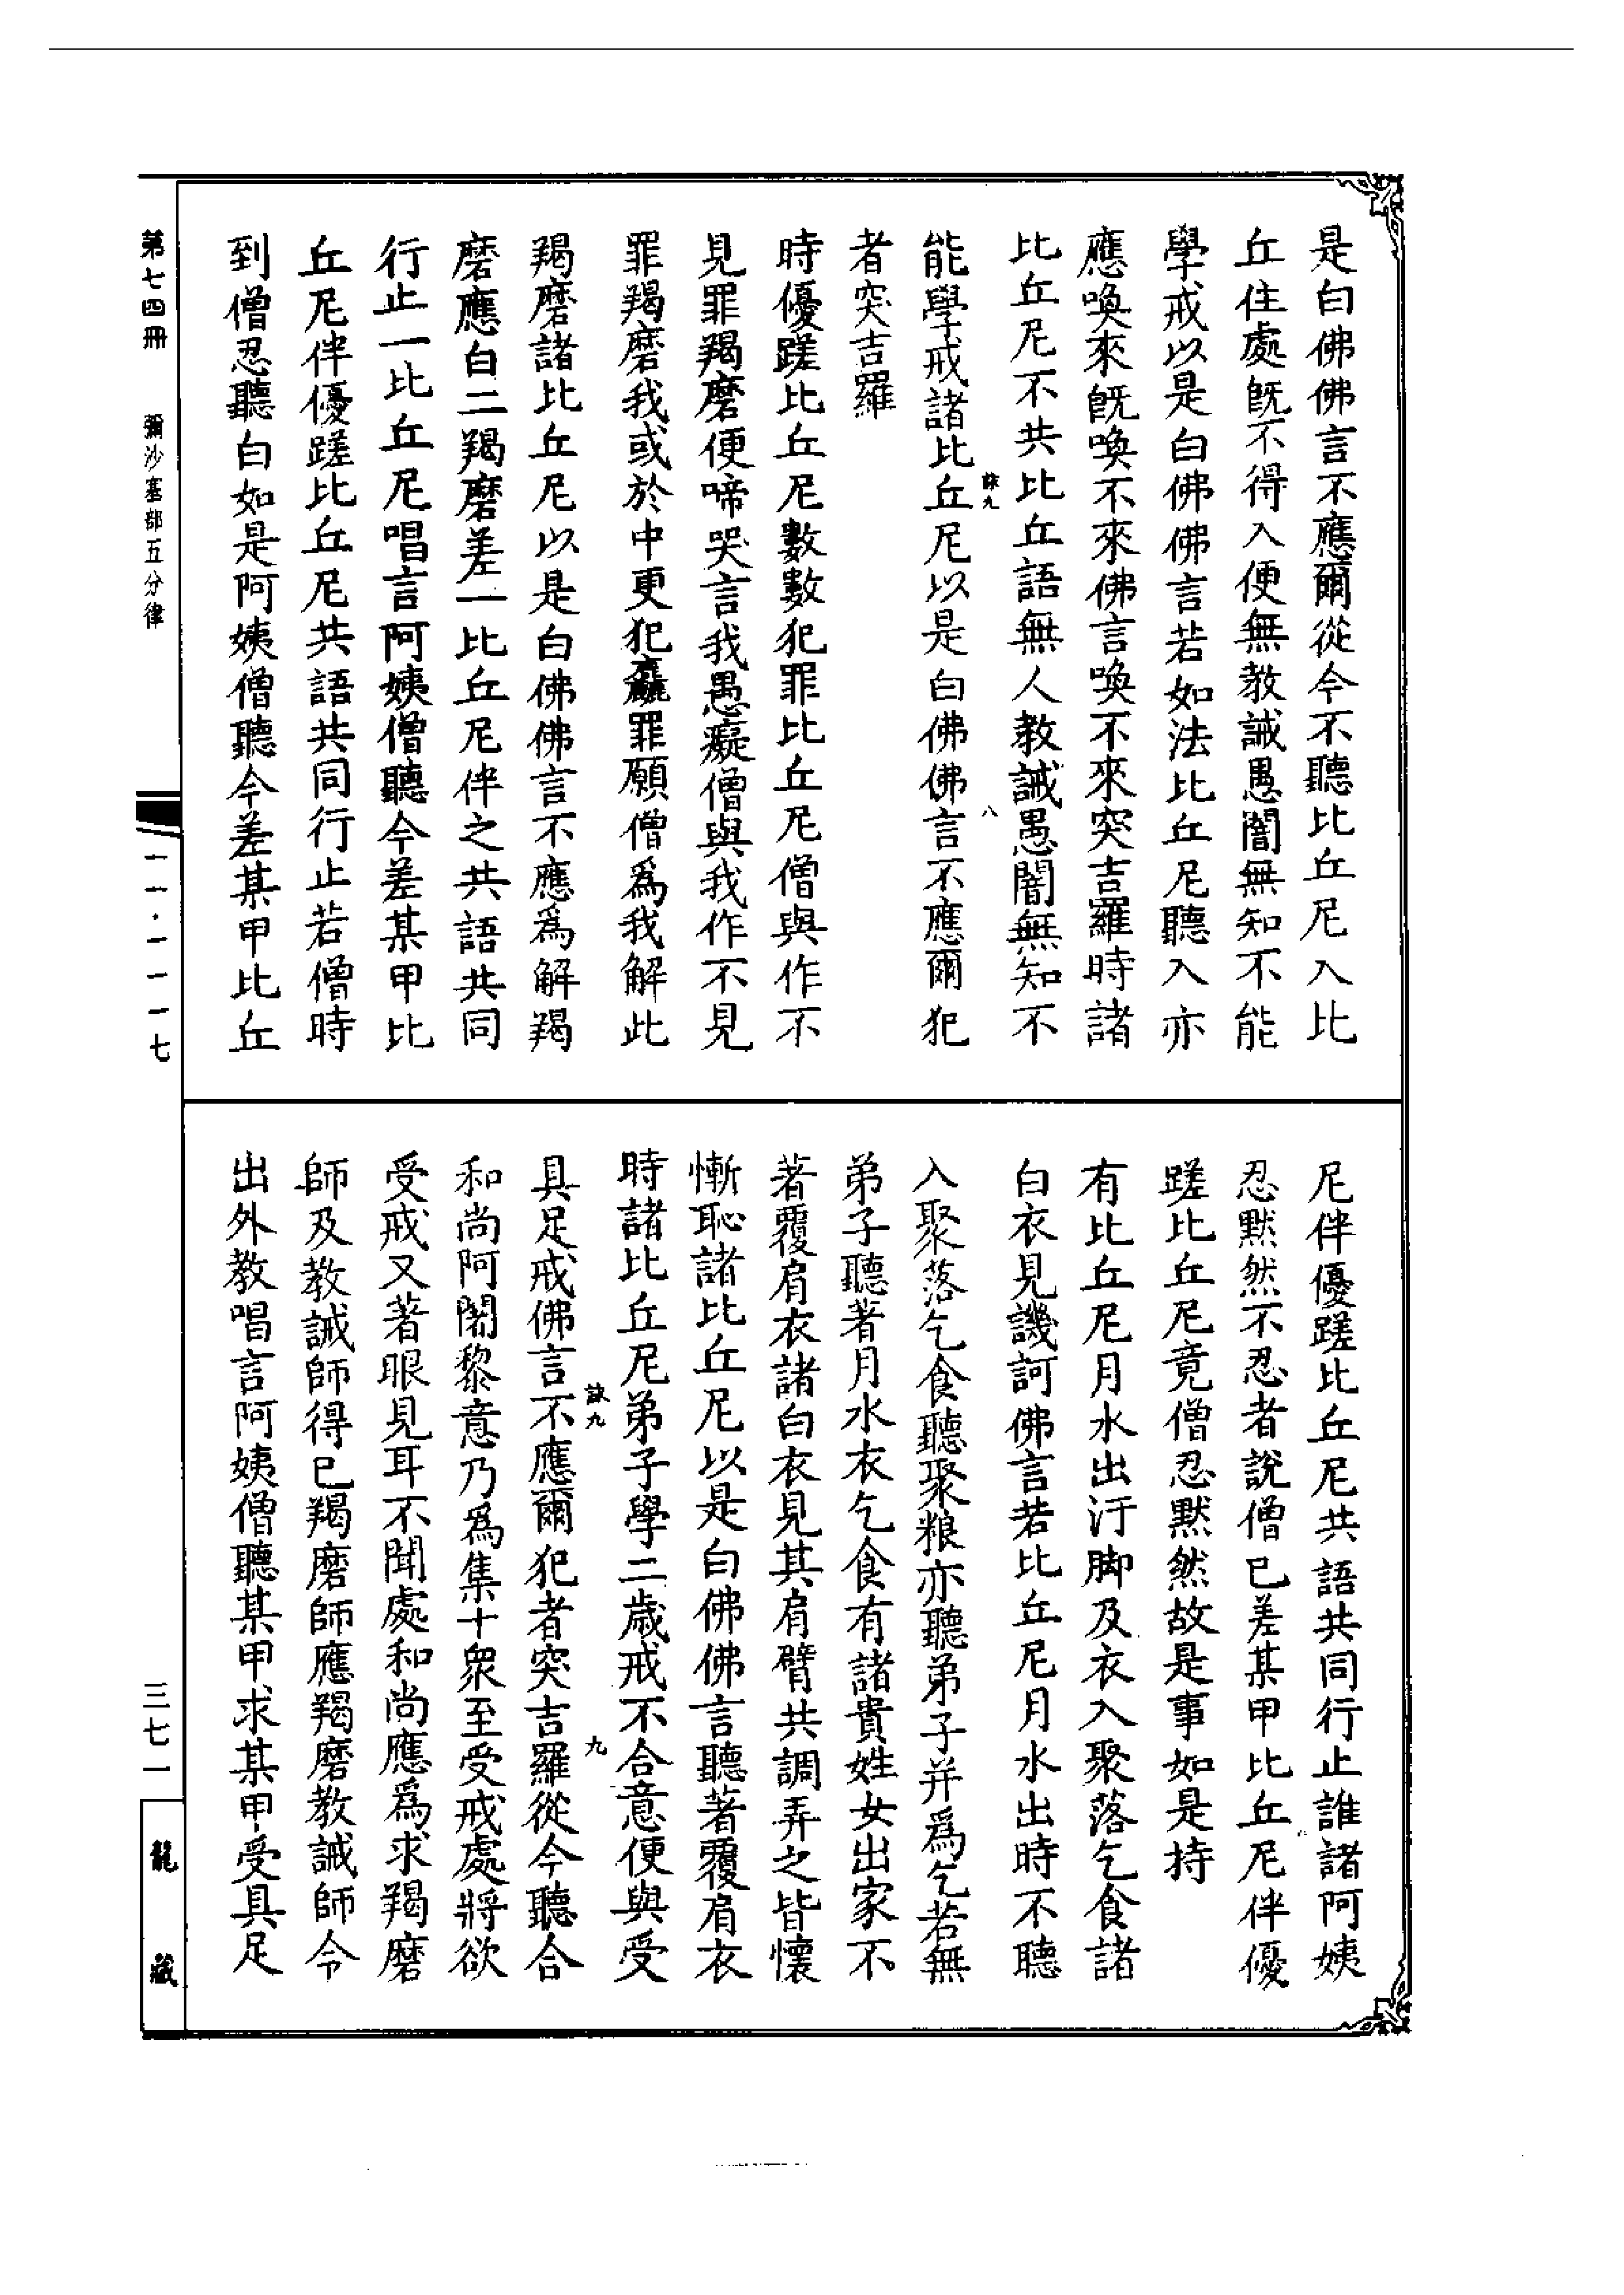 是白佛佛言不應爾從今不聽比丘尼入比
丘住處旣不得入便無教誡愚闇無知不能
學戒以是白佛佛言若如法比丘尼聽入亦
應喚來旣喚不來佛言喚不來突吉羅時諸
比丘尼不共比丘語無人教誡愚闇無知不
詠九
八
能學戒諸比丘尼以是白佛佛言不應爾犯
者突吉羅
時優蹉比丘尼數數犯罪比丘尼僧與作不
見罪羯磨便啼哭言我愚癡僧與我作不見
罪羯磨我或於中更犯麤罪願僧爲我解此
羯磨諸比丘尼以是白佛佛言不應爲解羯
磨應白二羯磨差一比丘尼伴之共語共同
行止一比丘尼唱言阿姨僧聽今差某甲比
丘尼伴優蹉比丘尼共語共同行止若僧時
到僧忍聽白如是阿姨僧聽今差某甲比丘
尼伴優蹉比丘尼共語共同行止誰諸阿姨
忍默然不忍者說僧已差某甲比丘尼伴優
蹉比丘尼竟僧忍默然故是事如是持
有比丘尼月水出汙脚及衣入聚落乞食諸
白衣見譏訶佛言若比丘尼月水出時不聽
入聚落乞食聽聚粮亦聽弟子并爲乞若無
弟子聽著月水衣乞食有諸貴姓女出家不
著覆肩衣諸白衣見其肩臂共調弄之皆懷
慚恥諸比丘尼以是白佛佛言聽著覆肩衣
時諸比丘尼弟子學二歲戒不合意便與受
詠九
九
具足戒佛言不應爾犯者突吉羅從今聽合
和尚阿闍黎意乃爲集十衆至受戒處將欲
受戒又著眼見耳不聞處和尚應爲求羯磨
師及教誡師得已羯磨師應羯磨教誡師令
出外教唱言阿姨僧聽某甲求某甲受具足
第七四冊
彌沙塞部五分律
一一·一一一七
三七一
龍藏